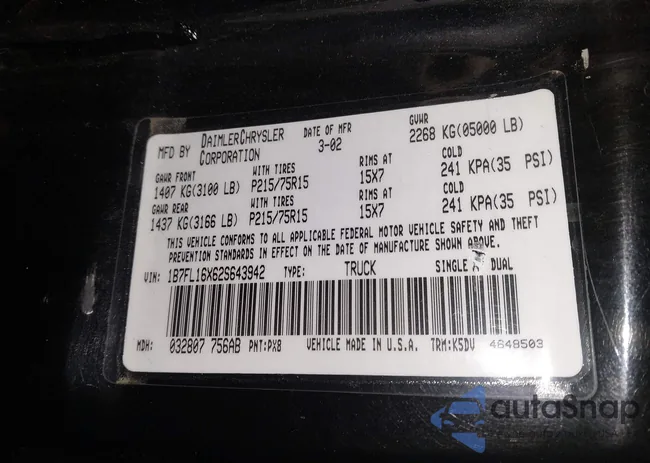 MFD BY DAIMLERCHRYSLER CORPORATION DATE OF MFR 3-02 GVWR 2268 KG(05000 LB)
GAWR FRONT WITH TIRES RIMS AT COLD
1407 KG(3100 LB) P215/75R15 15X7 241 KPA(35 PSI)
GAWR REAR WITH TIRES RIMS AT COLD
1437 KG(3166 LB) P215/75R15 15X7 241 KPA(35 PSI)
THIS VEHICLE CONFORMS TO ALL APPLICABLE FEDERAL MOTOR VEHICLE SAFETY AND THEFT
PREVENTION STANDARDS IN EFFECT ON THE DATE OF MANUFACTURE SHOWN ABOVE.
VIN: 1B7FL16X62S643942 TYPE: TRUCK SINGLE DUAL
MDH: 032807 756AB PNT:PX8 VEHICLE MADE IN U.S.A. TRM:K5DV 4648503
autoSnap